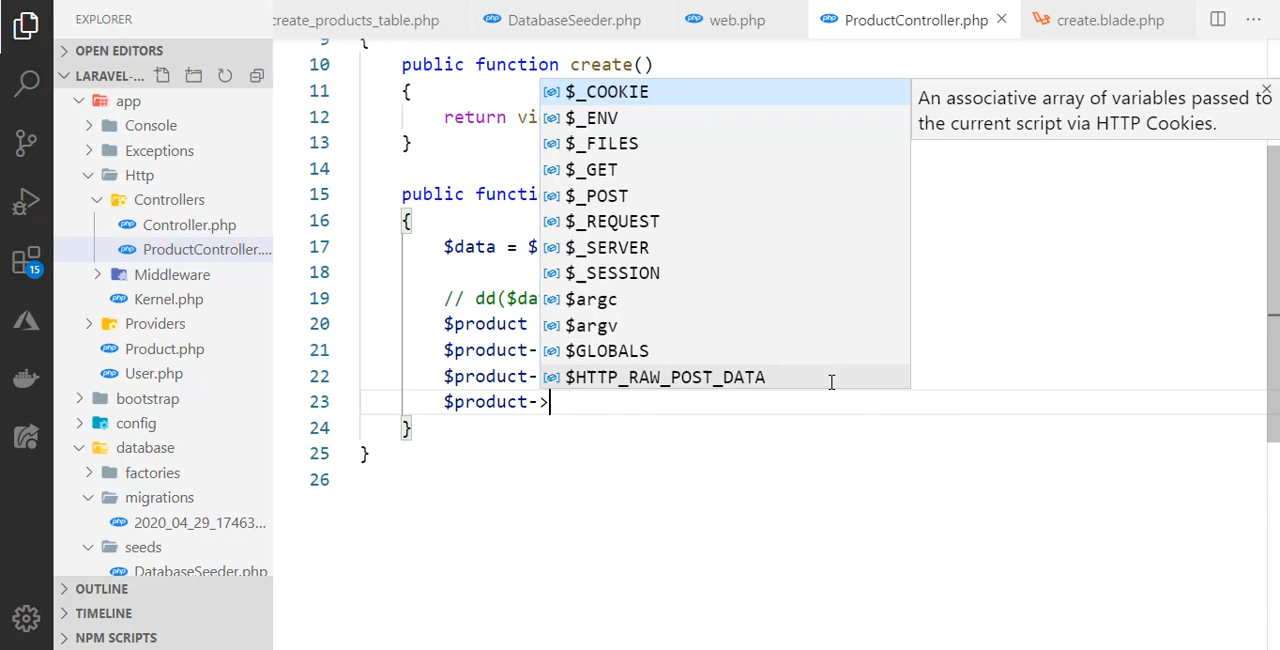 EXPLORER
create_products_table.php
DatabaseSeeder.php
web.php
ProductController.php
create.blade.php
OPEN EDITORS
LARAVEL-...
app
Console
Exceptions
Http
Controllers
Controller.php
ProductController....
Middleware
Kernel.php
Providers
Product.php
User.php
bootstrap
config
database
factories
migrations
2020_04_29_17463...
seeds
DatabaseSeeder.php
OUTLINE
TIMELINE
NPM SCRIPTS
15
9 {
10 public function create()
11 {
12 return vi
13 }
14
15 public functi
16 {
17 $data = $
18
19 // dd($da
20 $product
21 $product-
22 $product-
23 $product->
24 }
25 }
26
$_COOKIE
$_ENV
$_FILES
$_GET
$_POST
$_REQUEST
$_SERVER
$_SESSION
$argc
$argv
$GLOBALS
$HTTP_RAW_POST_DATA
An associative array of variables passed to
the current script via HTTP Cookies.